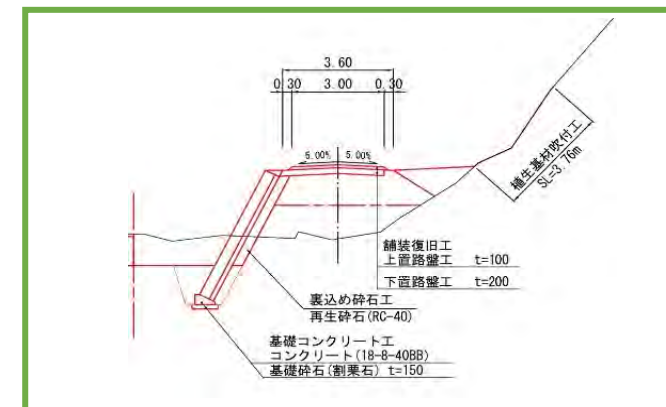 3.60
0.30 3.00 0.30
5.00% 5.00%
植生基材吹付工
SL=3.76m
舗装復旧工
上置路盤工 t=100
下置路盤工 t=200
裏込め砕石工
再生砕石(RC-40)
基礎コンクリート工
コンクリート(18-8-40BB)
基礎砕石(割栗石) t=150